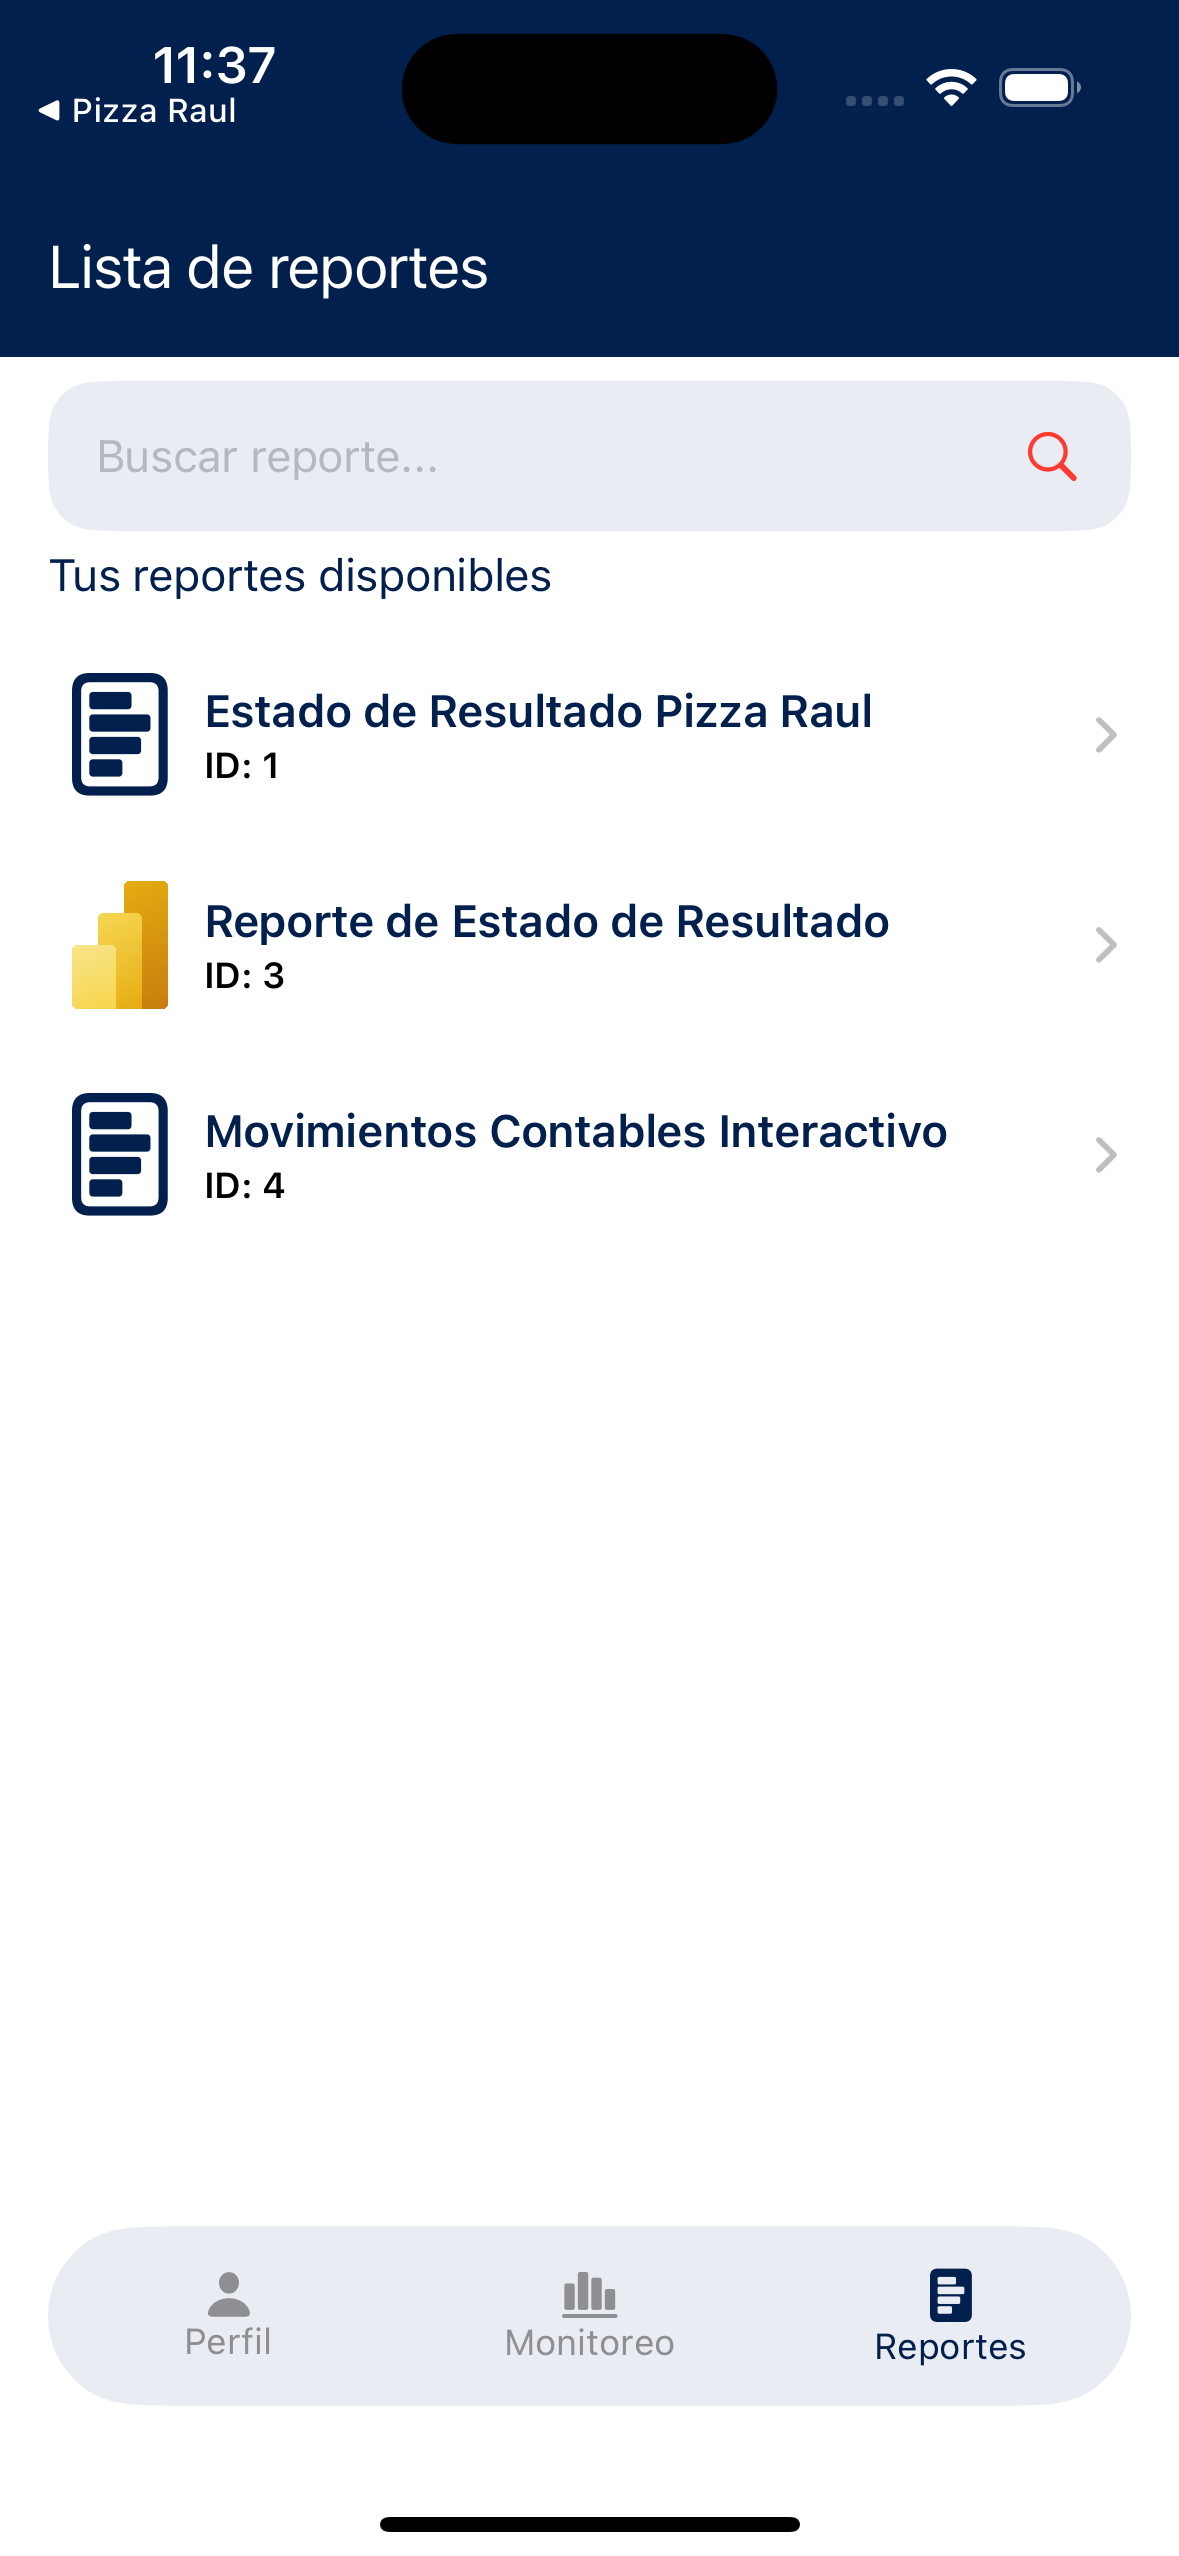 11:37
Pizza Raul
Lista de reportes
Buscar reporte...
Tus reportes disponibles
Estado de Resultado Pizza Raul
ID: 1
Reporte de Estado de Resultado
ID: 3
Movimientos Contables Interactivo
ID: 4
Perfil
Monitoreo
Reportes